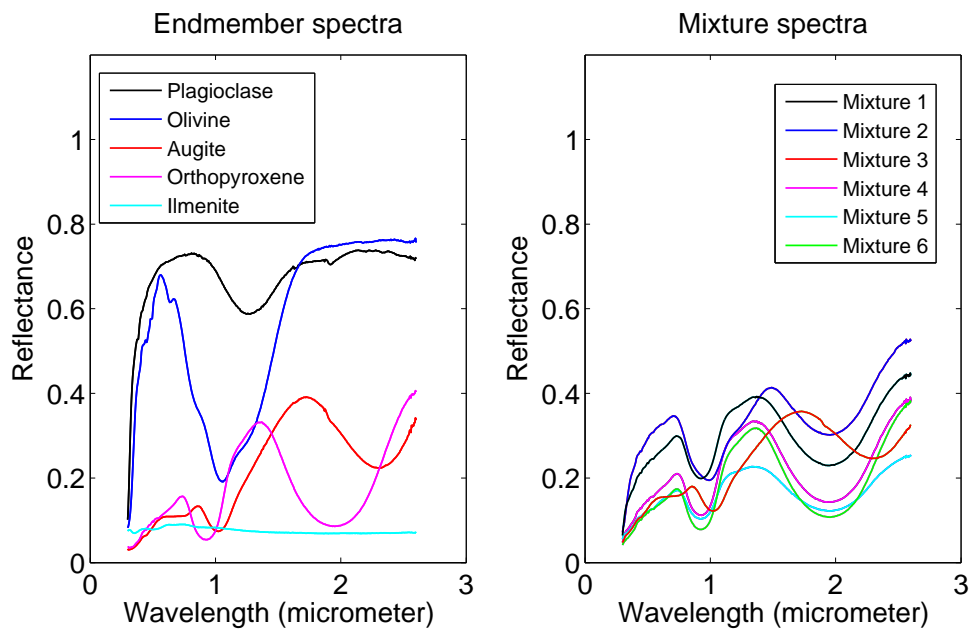 Endmember spectra
Reflectance
1
0.8
0.6
0.4
0.2
0
0
1
2
3
Wavelength (micrometer)
Plagioclase
Olivine
Augite
Orthopyroxene
Ilmenite
Mixture spectra
Reflectance
1
0.8
0.6
0.4
0.2
0
0
1
2
3
Wavelength (micrometer)
Mixture 1
Mixture 2
Mixture 3
Mixture 4
Mixture 5
Mixture 6